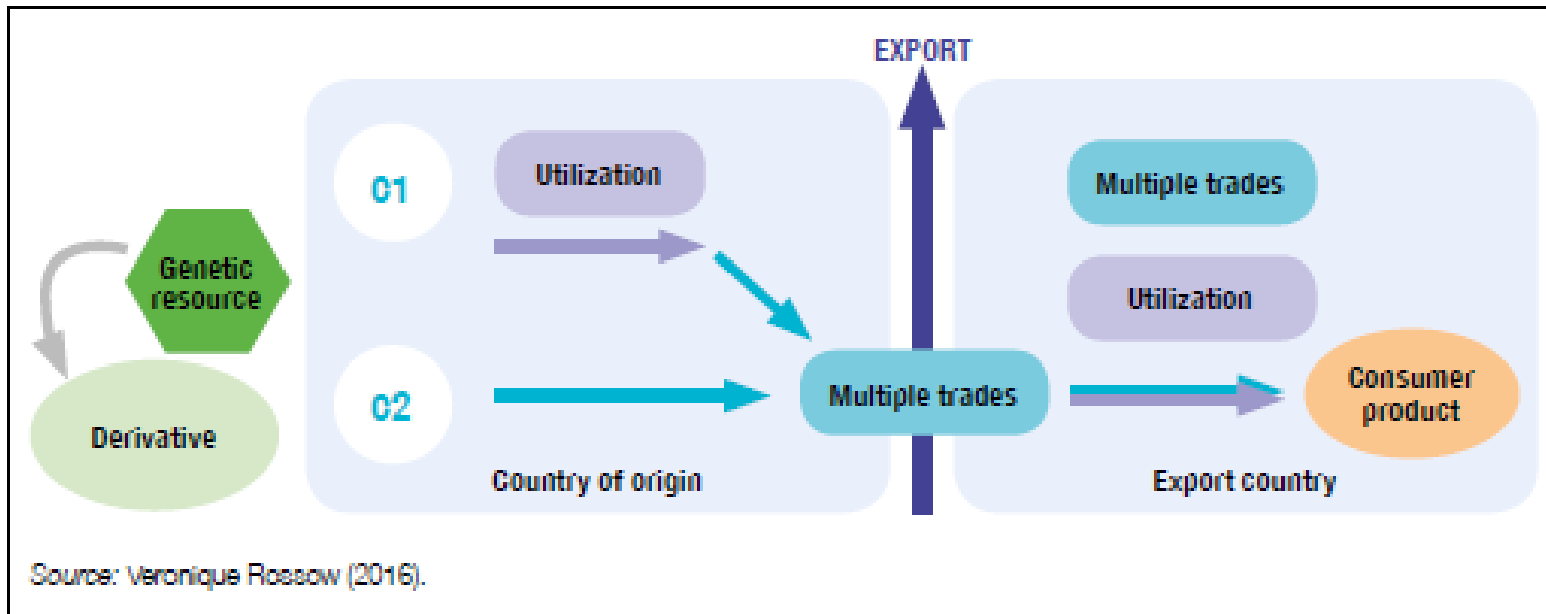 EXPORT
C1
Utilization
Multiple trades
Genetic
resource
Utilization
C2
Multiple trades
Consumer
product
Derivative
Country of origin
Export country
Source: Veronique Rossow (2016).